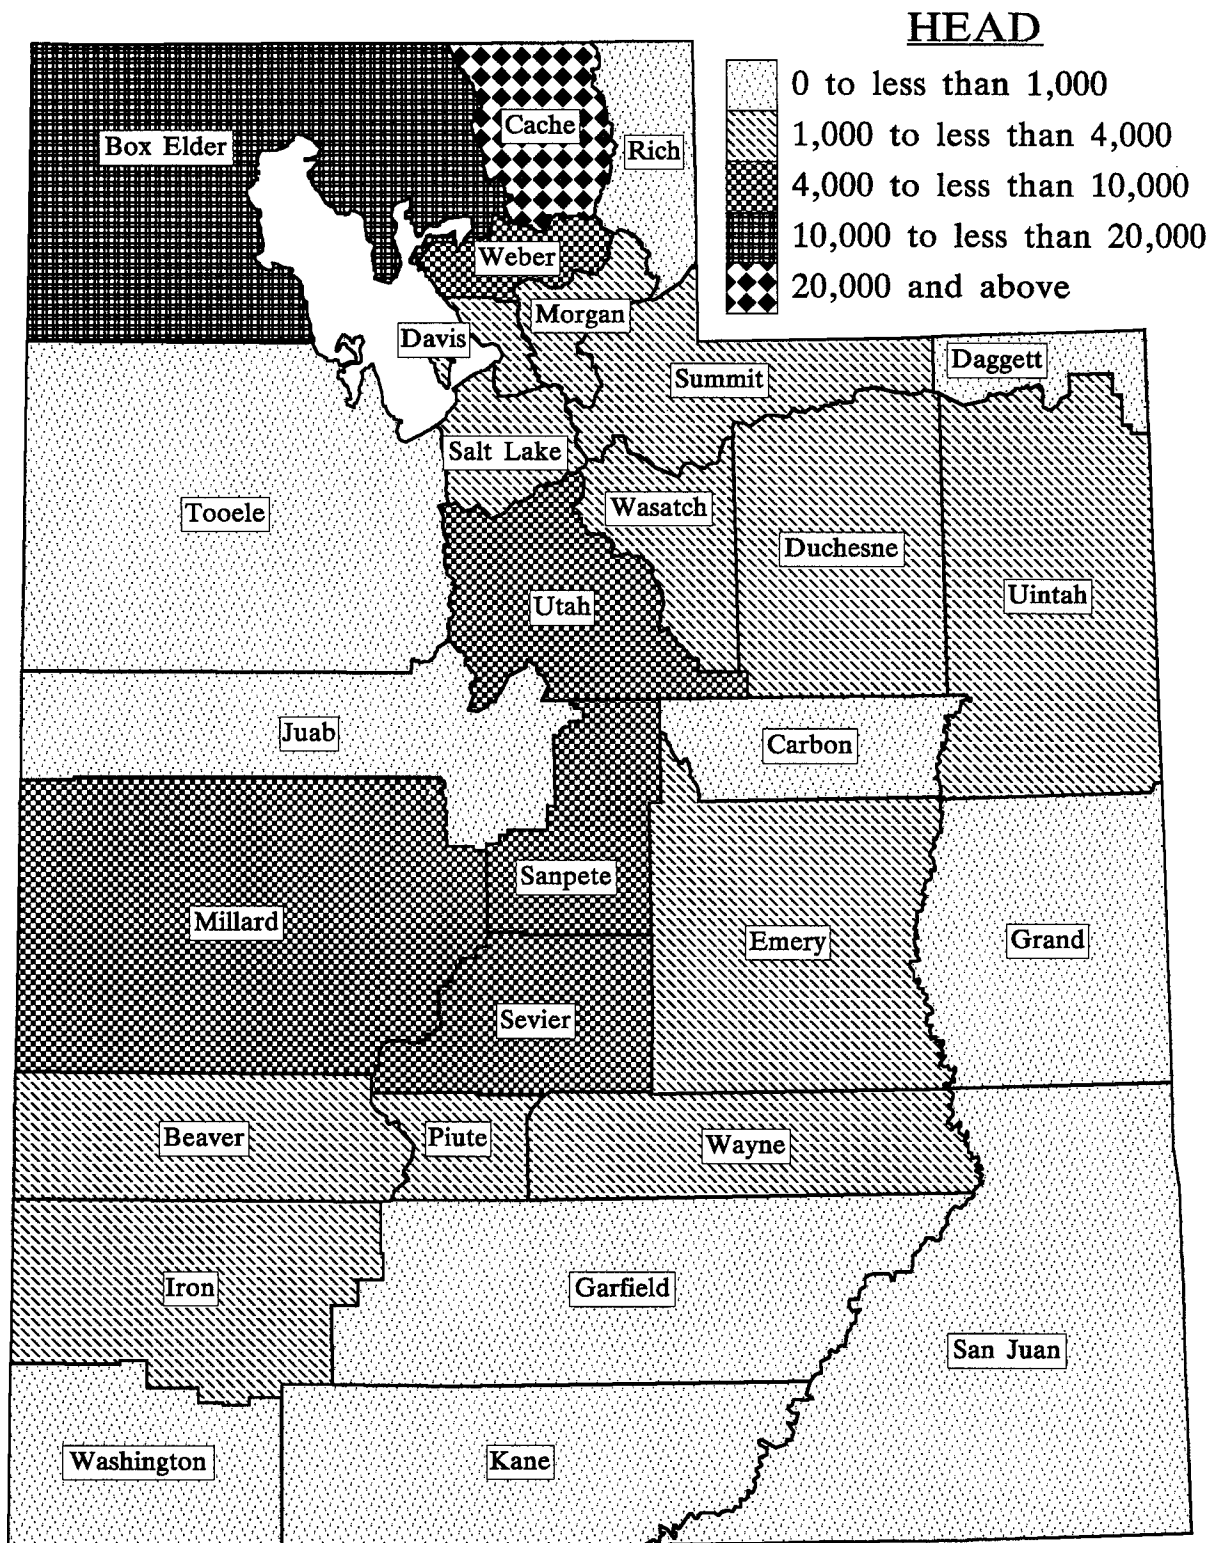 HEAD
0 to less than 1,000
1,000 to less than 4,000
4,000 to less than 10,000
10,000 to less than 20,000
20,000 and above
Cache
Box Elder
Rich
Weber
Morgan
Davis
Daggett
Summit
Salt Lake
Wasatch
Tooele
Duchesne
Uintah
Utah
Juab
Carbon
Sanpete
Millard
Emery
Grand
Sevier
Beaver
Piute
Wayne
Iron
Garfield
San Juan
Washington
Kane